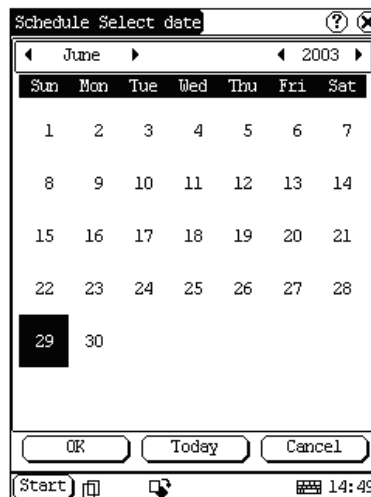 Schedule Select date ?
June 2003
Sun Mon Tue Wed Thu Fri Sat
1 2 3 4 5 6 7
8 9 10 11 12 13 14
15 16 17 18 19 20 21
22 23 24 25 26 27 28
29 30
OK Today Cancel
Start 14:49